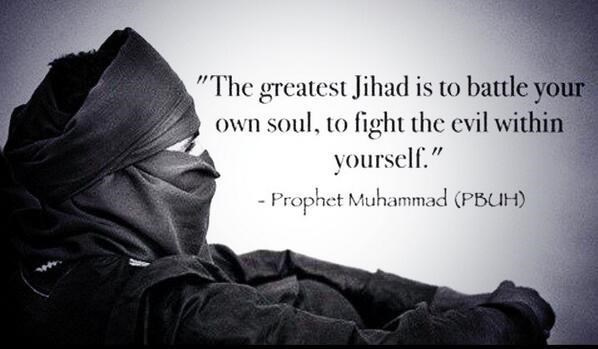 "The greatest Jihad is to battle your
own soul, to fight the evil within
yourself."
- Prophet Muhammad (PBUH)